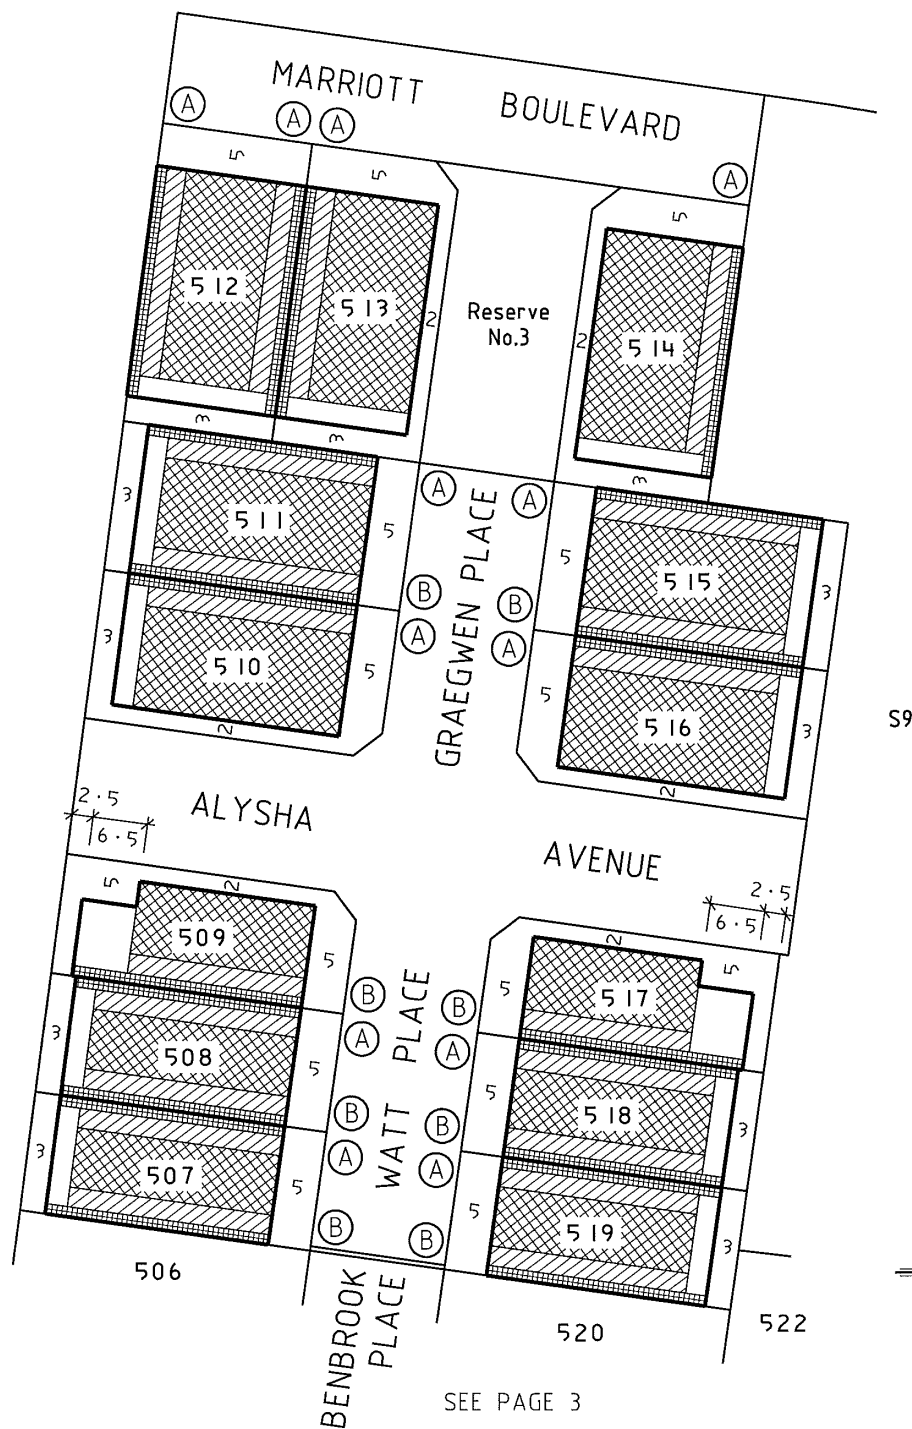 MARRIOTT BOULEVARD
A
A A
A
5
5
5
512
513
2
Reserve
No.3
2
514
3
3
3
A A
3
511
5
5
515
3
B B
A A
GRAEGWEN PLACE
3
510
5
5
516
3
2
2
S9
2.5
6.5
ALYSHA AVENUE
2.5
6.5
5
2
2
5
509
5
5
517
B B
A A
WATT PLACE
3
508
5
5
518
3
B B
A A
3
507
5
5
519
3
B B
506
520
522
BENBROOK
PLACE
SEE PAGE 3